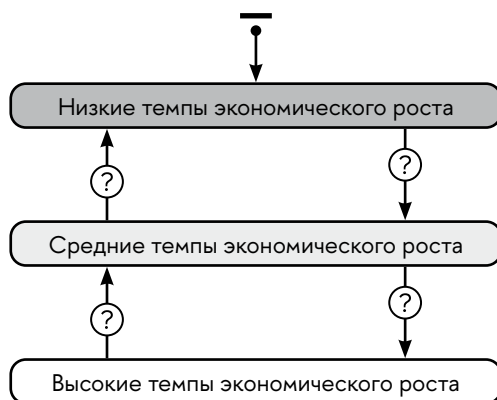 Низкие темпы экономического роста
? ?
Средние темпы экономического роста
? ?
Высокие темпы экономического роста